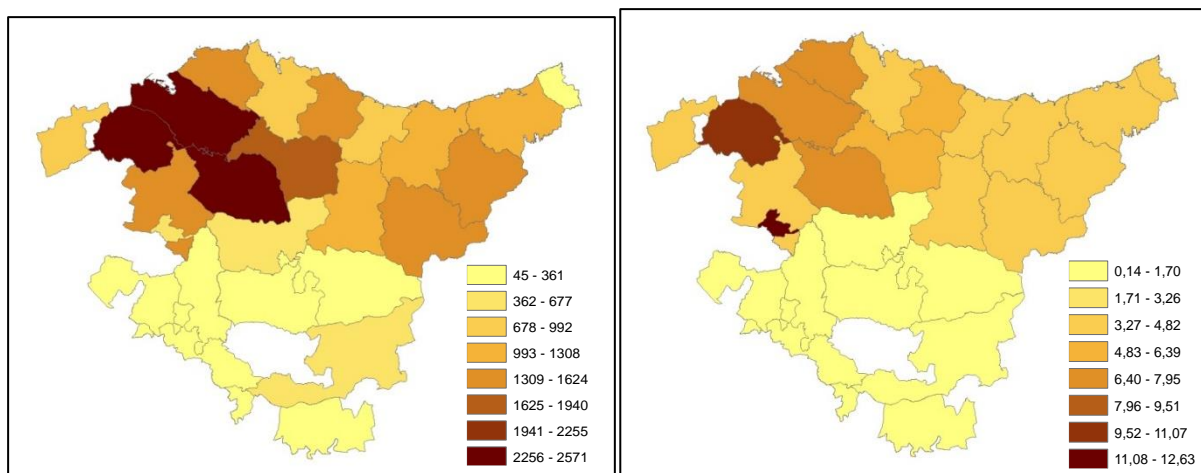 45 - 361
362 - 677
678 - 992
993 - 1308
1309 - 1624
1625 - 1940
1941 - 2255
2256 - 2571
0,14 - 1,70
1,71 - 3,26
3,27 - 4,82
4,83 - 6,39
6,40 - 7,95
7,96 - 9,51
9,52 - 11,07
11,08 - 12,63